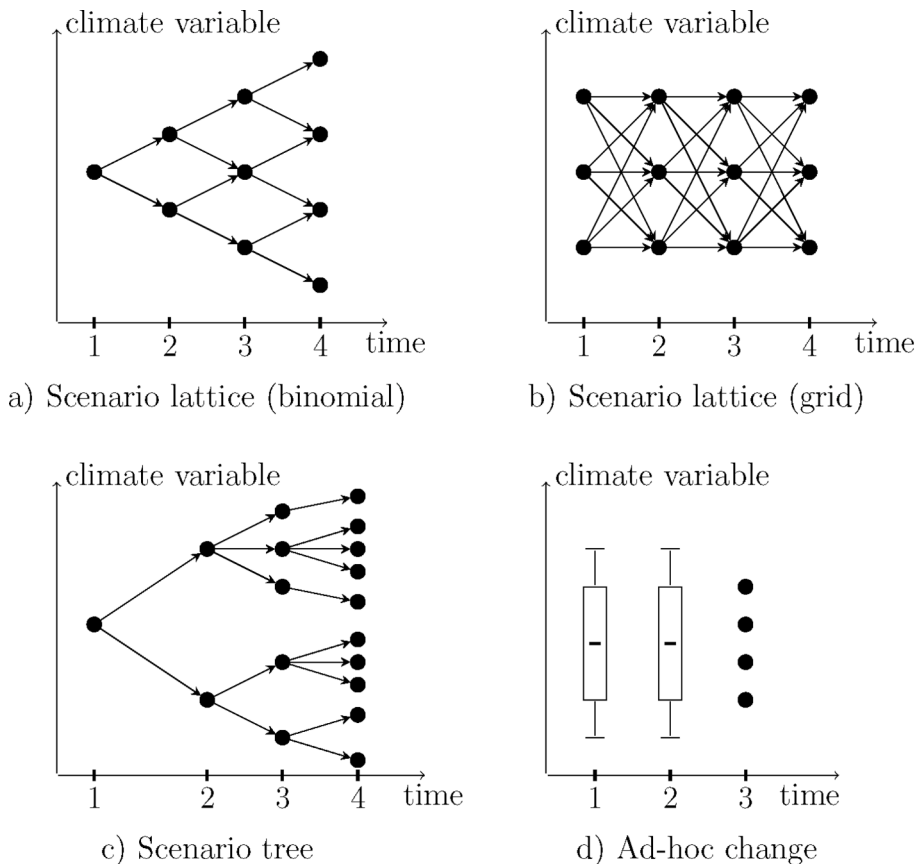 climate variable
1 2 3 4 time
a) Scenario lattice (binomial)
climate variable
1 2 3 4 time
b) Scenario lattice (grid)
climate variable
1 2 3 4 time
c) Scenario tree
climate variable
1 2 3 time
d) Ad-hoc change